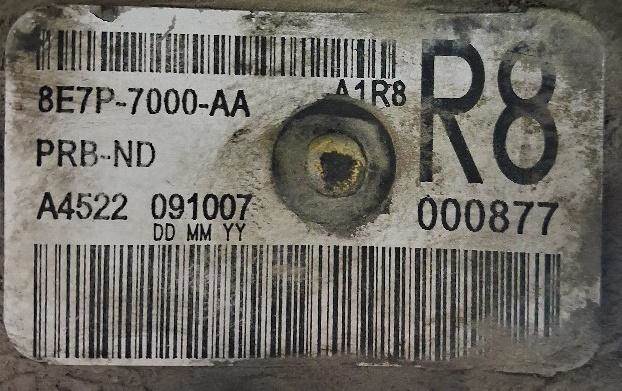 A1R8
R8
8E7P-7000-AA
PRB-ND
A4522 091007
DD MM YY
000877